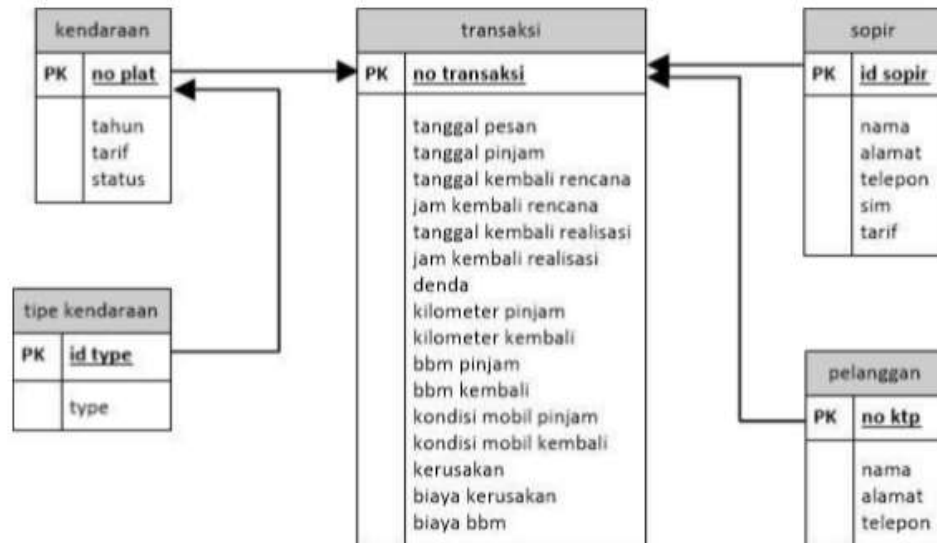 kendaraan
PK no plat
tahun
tarif
status
tipe kendaraan
PK id type
type
transaksi
PK no transaksi
tanggal pesan
tanggal pinjam
tanggal kembali rencana
jam kembali rencana
tanggal kembali realisasi
jam kembali realisasi
denda
kilometer pinjam
kilometer kembali
bbm pinjam
bbm kembali
kondisi mobil pinjam
kondisi mobil kembali
kerusakan
biaya kerusakan
biaya bbm
sopir
PK id sopir
nama
alamat
telepon
sim
tarif
pelanggan
PK no ktp
nama
alamat
telepon